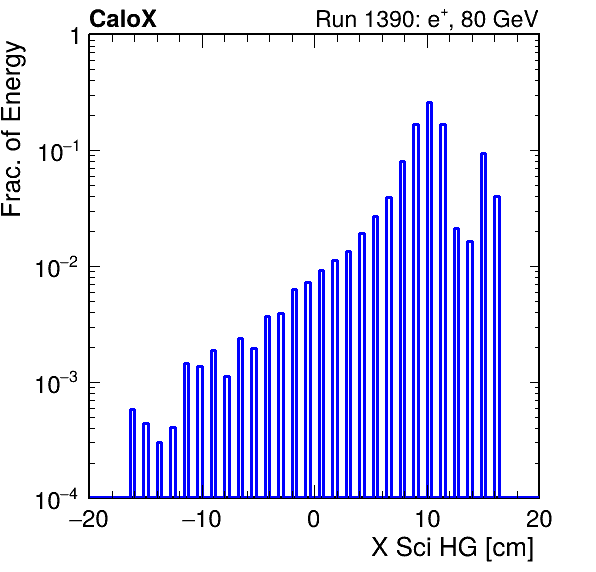 CaloX
Run 1390: e⁺, 80 GeV
Frac. of Energy
1
10⁻¹
10⁻²
10⁻³
10⁻⁴
−20
−10
0
10
20
X Sci HG [cm]